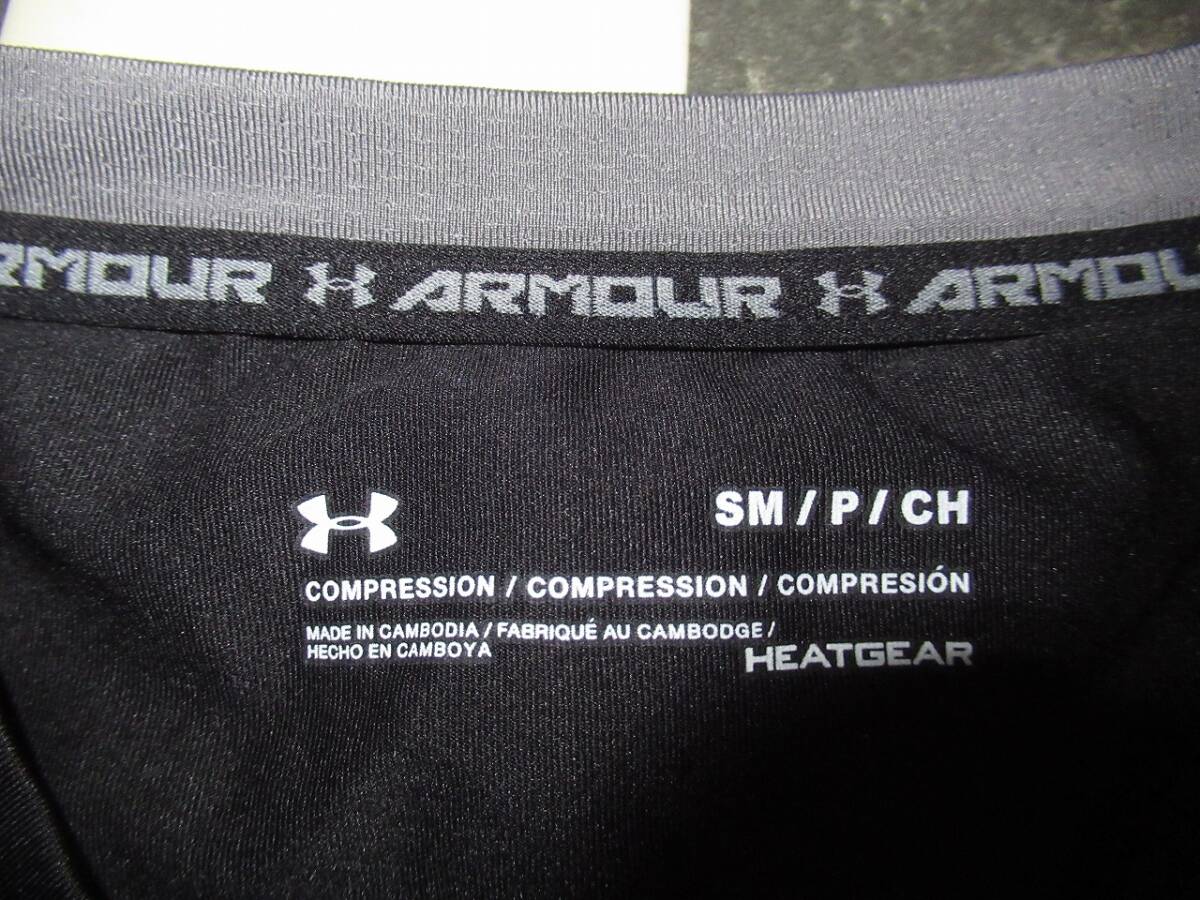 ARMOUR ARMOUR ARMOU
SM / P / CH
COMPRESSION / COMPRESSION / COMPRESIÓN
MADE IN CAMBODIA / FABRIQUÉ AU CAMBODGE /
HECHO EN CAMBOYA
HEATGEAR